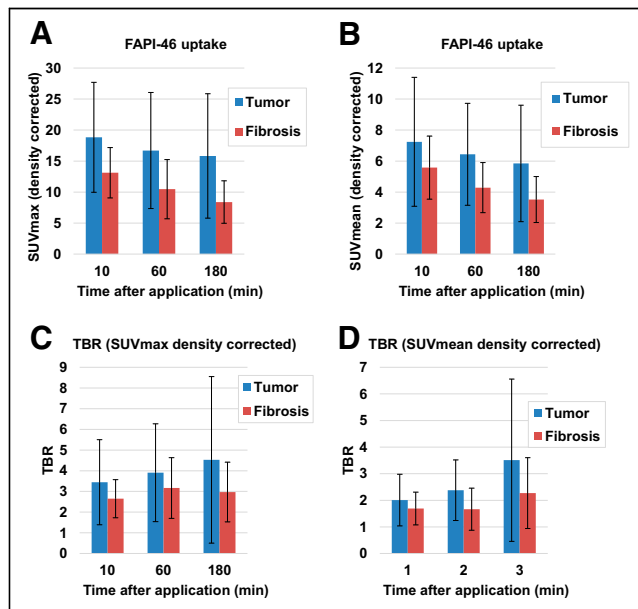 A
FAPI-46 uptake
SUVmax (density corrected)
30
25
20
15
10
5
0
Tumor
Fibrosis
10 60 180
Time after application (min)
B
FAPI-46 uptake
SUVmean (density corrected)
12
10
8
6
4
2
0
Tumor
Fibrosis
10 60 180
Time after application (min)
C
TBR (SUVmax density corrected)
TBR
9
8
7
6
5
4
3
2
1
0
Tumor
Fibrosis
10 60 180
Time after application (min)
D
TBR (SUVmean density corrected)
TBR
7
6
5
4
3
2
1
0
Tumor
Fibrosis
1 2 3
Time after application (min)